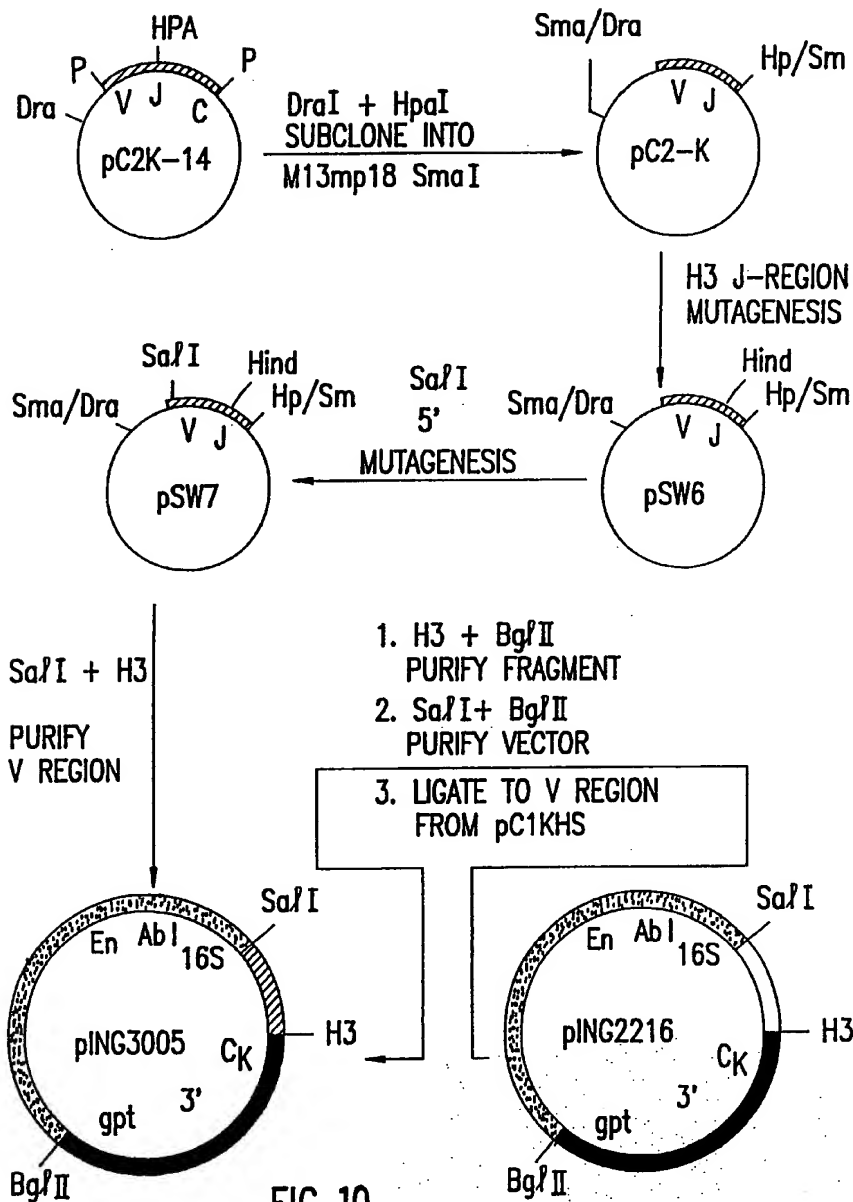 HPA
P
P
Dra
V
J
C
pC2K-14
DraI + HpaI
SUBCLONE INTO
M13mp18 SmaI
Sma/Dra
Hp/Sm
V J
pC2-K
H3 J-REGION
MUTAGENESIS
SalI
Hind
Sma/Dra
Hp/Sm
V J
pSW7
SalI
5'
MUTAGENESIS
Hind
Sma/Dra
Hp/Sm
V J
pSW6
SalI + H3
PURIFY
V REGION
1. H3 + BglII
PURIFY FRAGMENT
2. SalI+ BglII
PURIFY VECTOR
3. LIGATE TO V REGION
FROM pC1KHS
SalI
En AbI 16S
pING3005
H3
CK
3'
gpt
BglII
SalI
En AbI 16S
pING2216
H3
CK
3'
gpt
BglII
FIG. 10